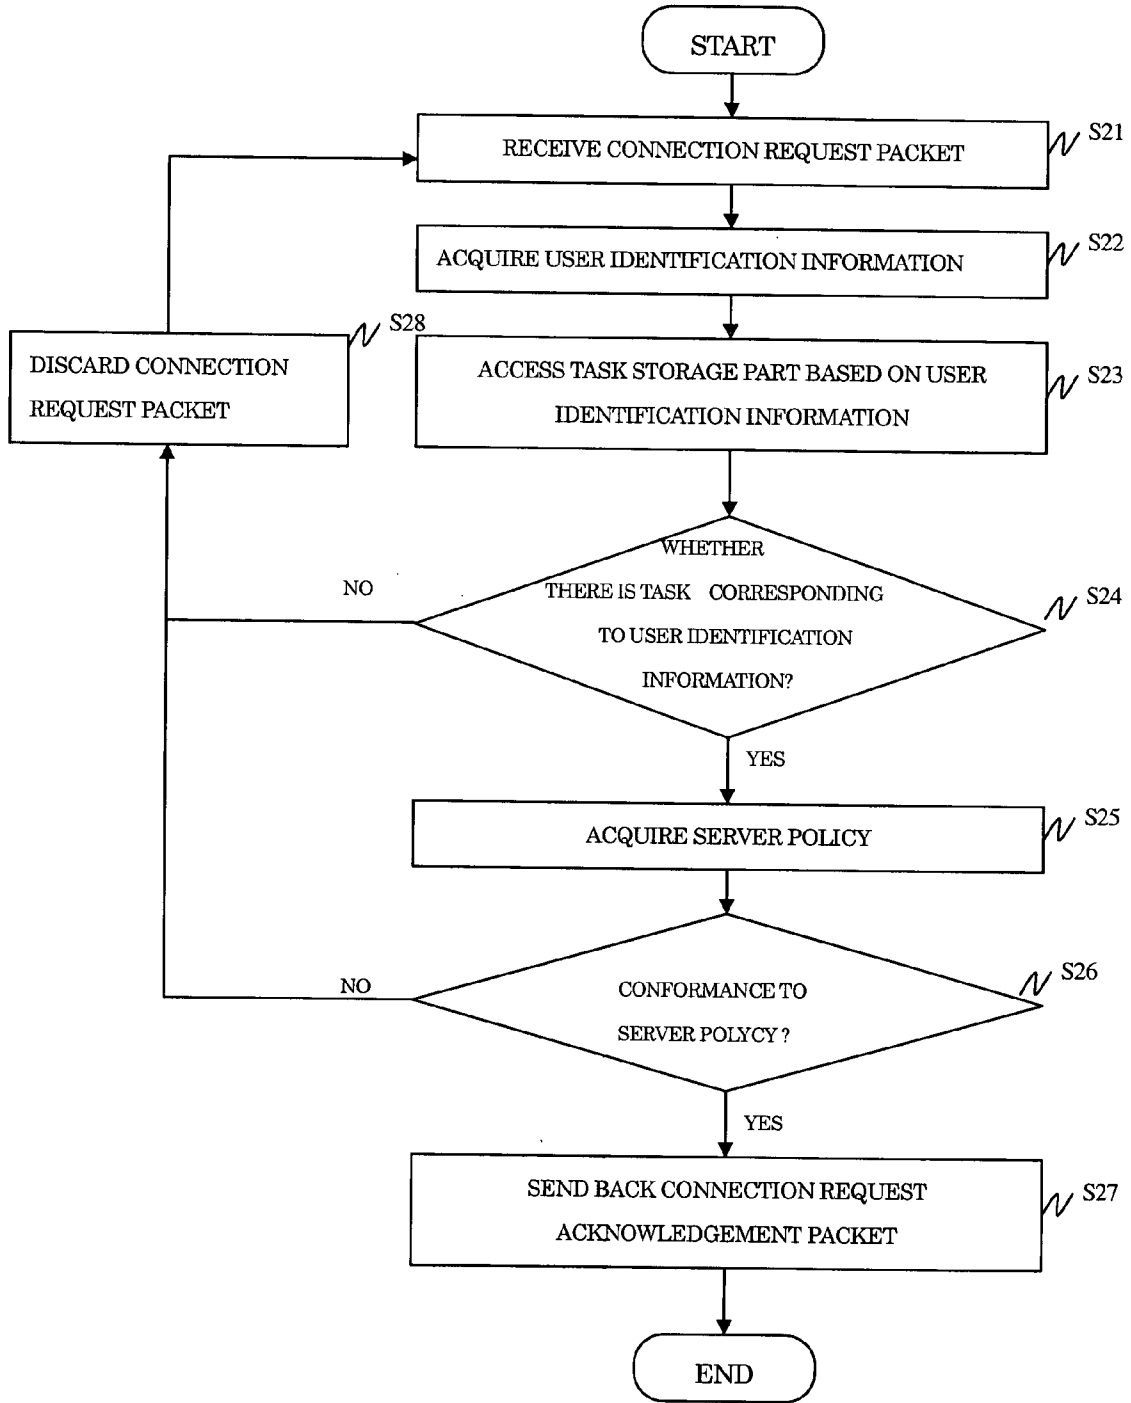 START
RECEIVE CONNECTION REQUEST PACKET
S21
ACQUIRE USER IDENTIFICATION INFORMATION
S22
DISCARD CONNECTION
REQUEST PACKET
S28
ACCESS TASK STORAGE PART BASED ON USER
IDENTIFICATION INFORMATION
S23
WHETHER
THERE IS TASK CORRESPONDING
TO USER IDENTIFICATION
INFORMATION?
S24
NO
YES
ACQUIRE SERVER POLICY
S25
CONFORMANCE TO
SERVER POLYCY ?
S26
NO
YES
SEND BACK CONNECTION REQUEST
ACKNOWLEDGEMENT PACKET
S27
END